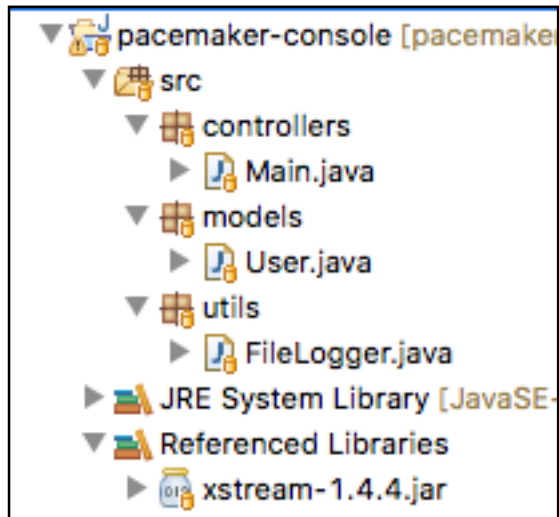 pacemaker-console [pacemaker
src
controllers
Main.java
models
User.java
utils
FileLogger.java
JRE System Library [JavaSE-
Referenced Libraries
xstream-1.4.4.jar